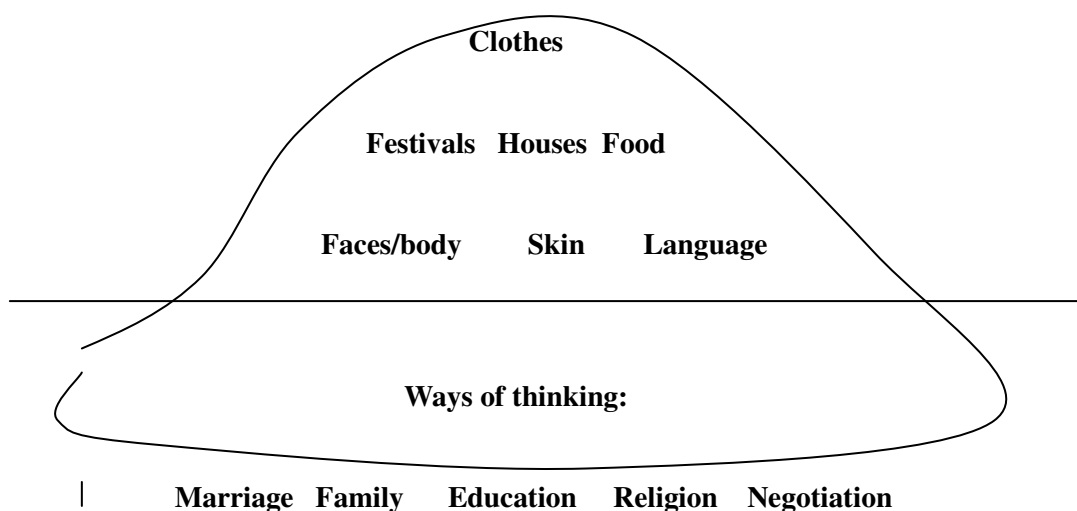 Clothes
Festivals Houses Food
Faces/body Skin Language
Ways of thinking:
Marriage Family Education Religion Negotiation